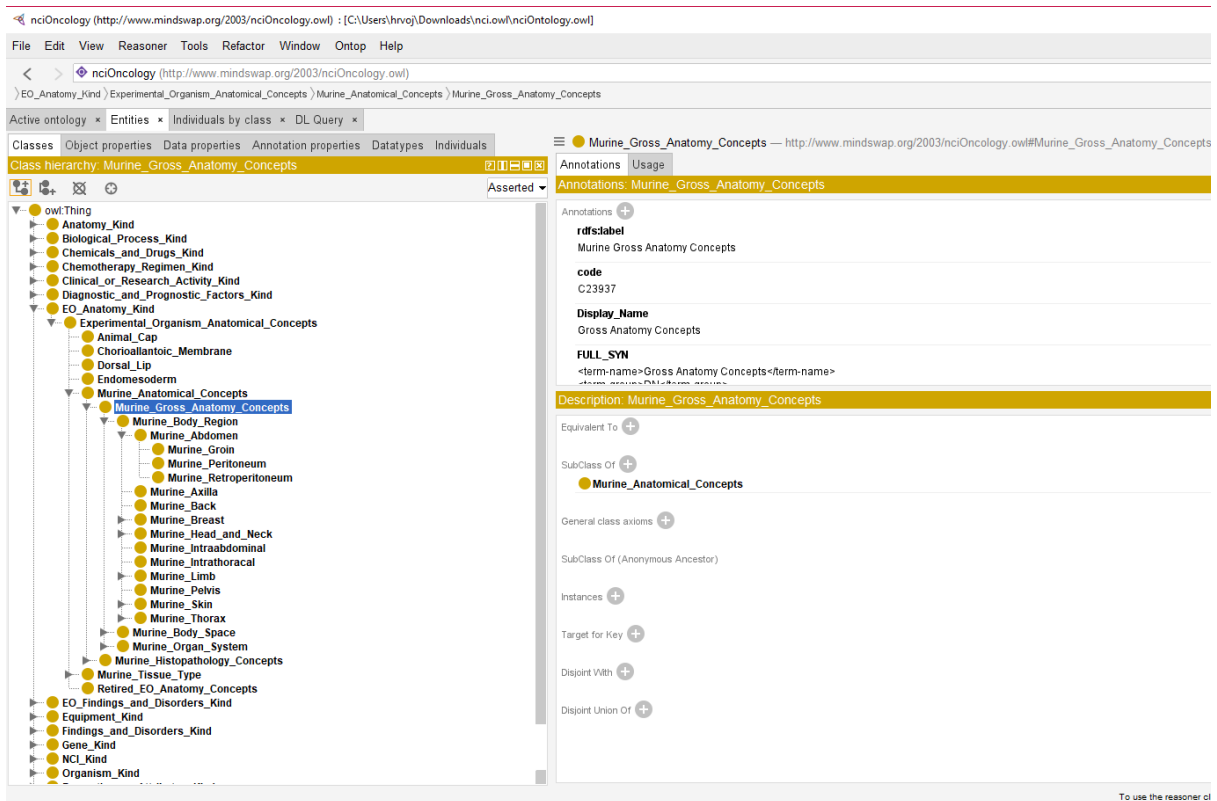 nciOncology (http://www.mindswap.org/2003/nciOncology.owl) : [C:\Users\hrvoj\Downloads\nci.owl\nciOntology.owl]
File Edit View Reasoner Tools Refactor Window Ontop Help
nciOncology (http://www.mindswap.org/2003/nciOncology.owl)
EO_Anatomy_Kind Experimental_Organism_Anatomical_Concepts Murine_Anatomical_Concepts Murine_Gross_Anatomy_Concepts
Active ontology × Entities × Individuals by class × DL Query ×
Classes Object properties Data properties Annotation properties Datatypes Individuals
Class hierarchy: Murine_Gross_Anatomy_Concepts
Asserted
owl:Thing
Anatomy_Kind
Biological_Process_Kind
Chemicals_and_Drugs_Kind
Chemotherapy_Regimen_Kind
Clinical_or_Research_Activity_Kind
Diagnostic_and_Prognostic_Factors_Kind
EO_Anatomy_Kind
Experimental_Organism_Anatomical_Concepts
Animal_Cap
Chorioallantoic_Membrane
Dorsal_Lip
Endomesoderm
Murine_Anatomical_Concepts
Murine_Gross_Anatomy_Concepts
Murine_Body_Region
Murine_Abdomen
Murine_Groin
Murine_Peritoneum
Murine_Retroperitoneum
Murine_Axilla
Murine_Back
Murine_Breast
Murine_Head_and_Neck
Murine_Intraabdominal
Murine_Intrathoracal
Murine_Limb
Murine_Pelvis
Murine_Skin
Murine_Thorax
Murine_Body_Space
Murine_Organ_System
Murine_Histopathology_Concepts
Murine_Tissue_Type
Retired_EO_Anatomy_Concepts
EO_Findings_and_Disorders_Kind
Equipment_Kind
Findings_and_Disorders_Kind
Gene_Kind
NCI_Kind
Organism_Kind
Murine_Gross_Anatomy_Concepts — http://www.mindswap.org/2003/nciOncology.owl#Murine_Gross_Anatomy_Concepts
Annotations Usage
Annotations: Murine_Gross_Anatomy_Concepts
Annotations
rdfs:label
Murine Gross Anatomy Concepts
code
C23937
Display_Name
Gross Anatomy Concepts
FULL_SYN
<term-name>Gross Anatomy Concepts</term-name>
<term-group>DN</term-group>
Description: Murine_Gross_Anatomy_Concepts
Equivalent To
SubClass Of
Murine_Anatomical_Concepts
General class axioms
SubClass Of (Anonymous Ancestor)
Instances
Target for Key
Disjoint With
Disjoint Union Of
To use the reasoner cl